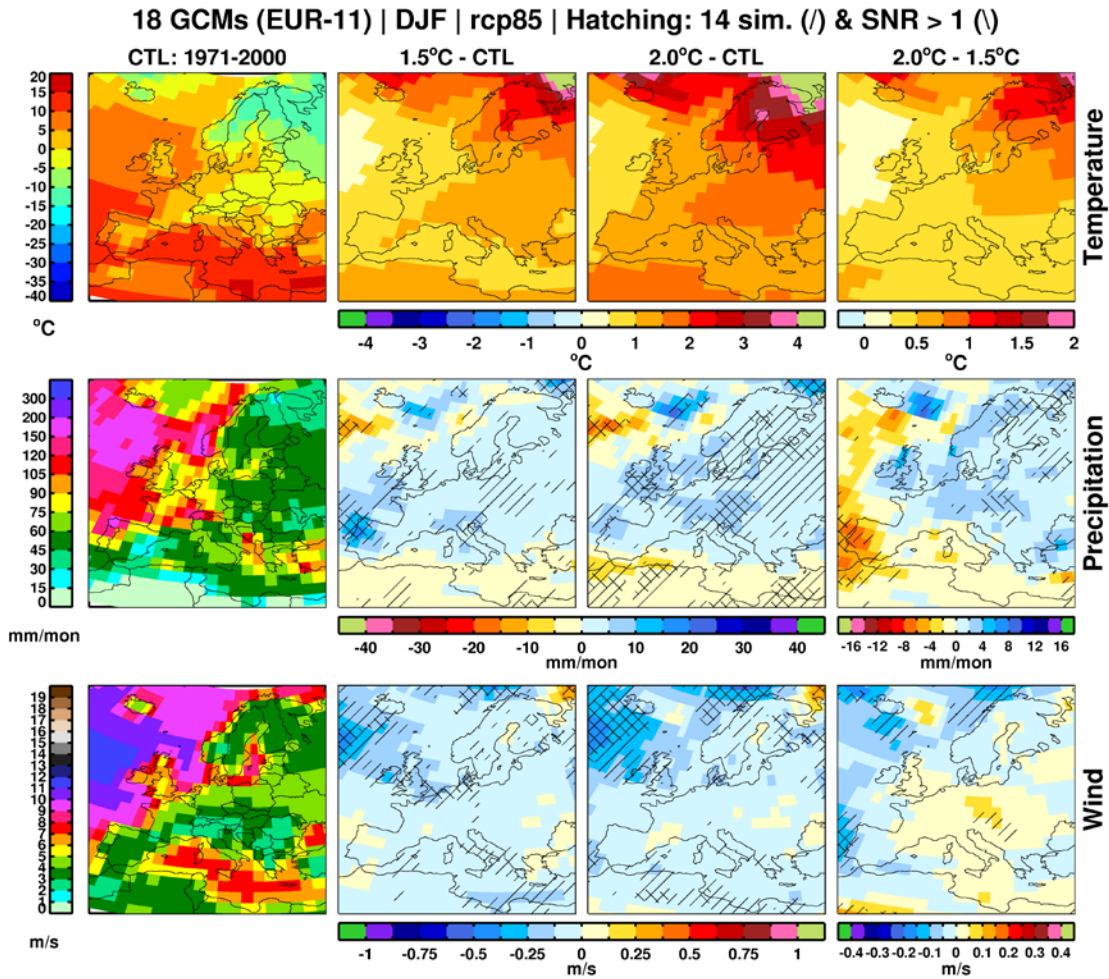 18 GCMs (EUR-11) | DJF | rcp85 | Hatching: 14 sim. (/) & SNR > 1 (\)
CTL: 1971-2000
1.5ºC - CTL
2.0ºC - CTL
2.0ºC - 1.5ºC
20
15
10
5
0
-5
-10
-15
-20
-25
-30
-35
-40
ºC
-4 -3 -2 -1 0 1 2 3 4
ºC
0 0.5 1 1.5 2
ºC
Temperature
300
200
150
120
105
90
75
60
45
30
15
0
mm/mon
-40 -30 -20 -10 0 10 20 30 40
mm/mon
-16 -12 -8 -4 0 4 8 12 16
mm/mon
Precipitation
19
18
17
16
15
14
13
12
11
10
9
8
7
6
5
4
3
2
1
0
m/s
-1 -0.75 -0.5 -0.25 0 0.25 0.5 0.75 1
m/s
-0.4 -0.3 -0.2 -0.1 0 0.1 0.2 0.3 0.4
m/s
Wind